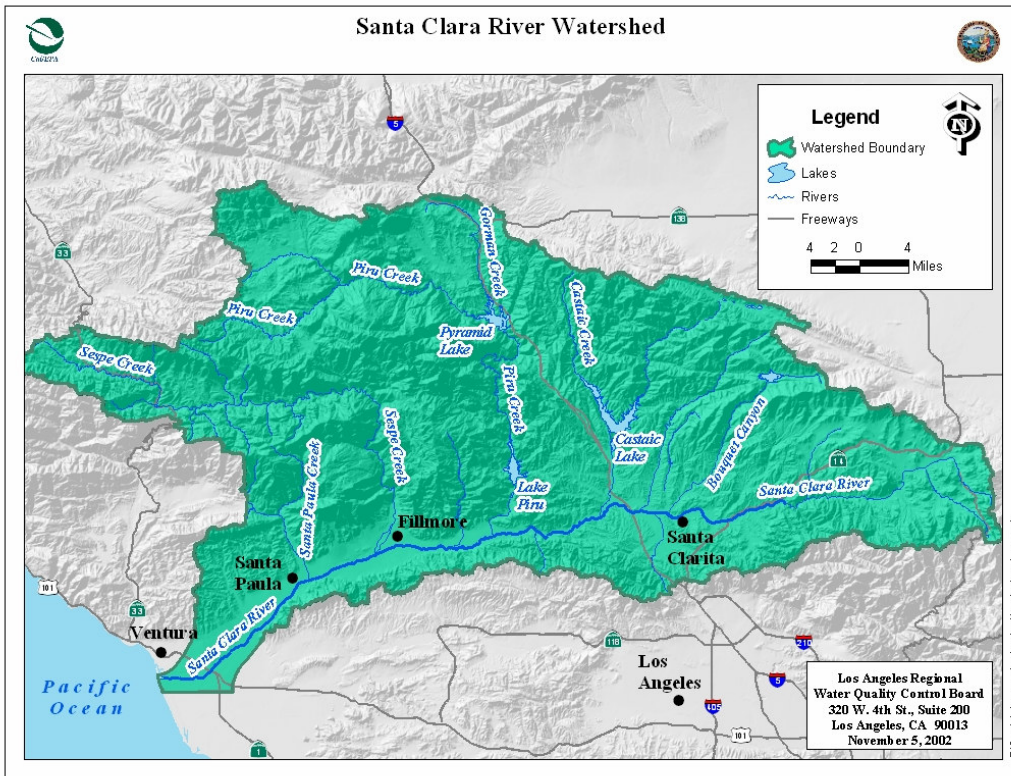 Santa Clara River Watershed
Cal/EPA
Legend
N
Watershed Boundary
Lakes
Rivers
Freeways
4 2 0 4
Miles
5
138
33
Gorman Creek
Piru Creek
Piru Creek
Castaic Creek
Pyramid
Lake
Sespe Creek
Piru Creek
Sespe Creek
Santa Paula Creek
Castaic
Lake
Bouquet Canyon
14
Lake
Piru
Santa Clara River
Fillmore
Santa
Clarita
Santa
Paula
101
33
Ventura
Santa Clara River
118
210
Los
Angeles
5
405
101
Pacific
Ocean
1
Los Angeles Regional
Water Quality Control Board
320 W. 4th St., Suite 200
Los Angeles, CA 90013
November 5, 2002